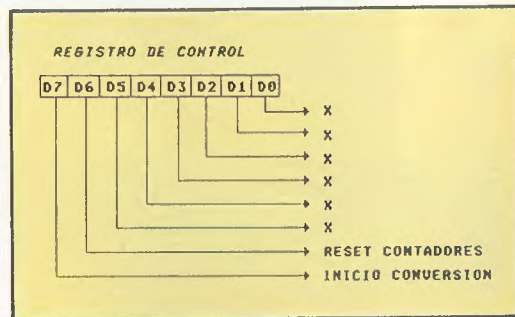 REGISTRO DE CONTROL
D7 D6 D5 D4 D3 D2 D1 D0
X
X
X
X
X
X
RESET CONTADORES
INICIO CONVERSION